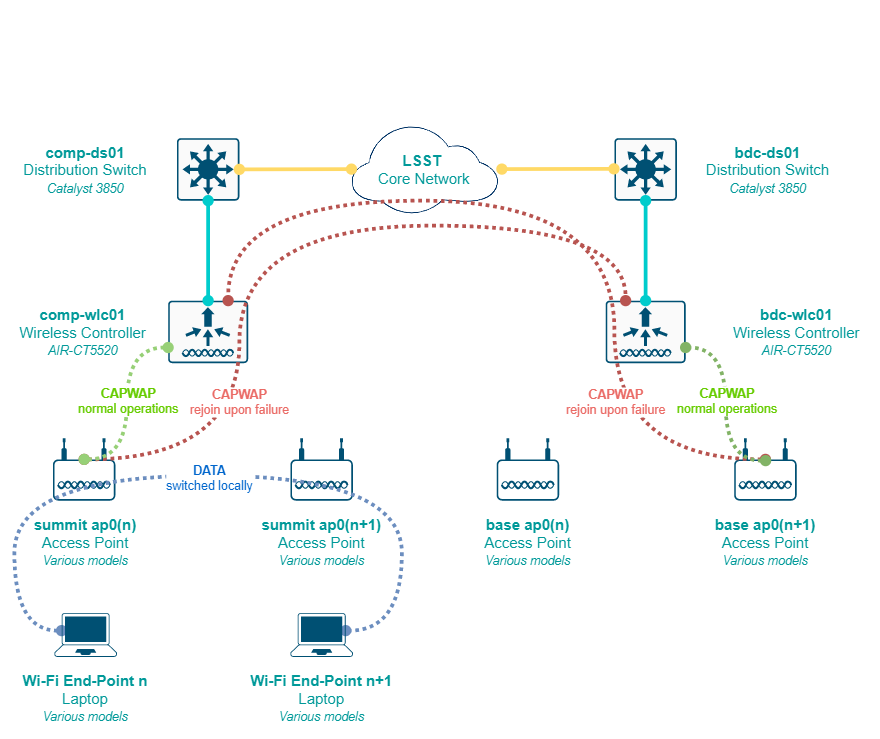 comp-ds01
Distribution Switch
Catalyst 3850
LSST
Core Network
bdc-ds01
Distribution Switch
Catalyst 3850
comp-wlc01
Wireless Controller
AIR-CT5520
bdc-wlc01
Wireless Controller
AIR-CT5520
CAPWAP
normal operations
CAPWAP
rejoin upon failure
CAPWAP
rejoin upon failure
CAPWAP
normal operations
DATA
switched locally
summit ap0(n)
Access Point
Various models
summit ap0(n+1)
Access Point
Various models
base ap0(n)
Access Point
Various models
base ap0(n+1)
Access Point
Various models
Wi-Fi End-Point n
Laptop
Various models
Wi-Fi End-Point n+1
Laptop
Various models